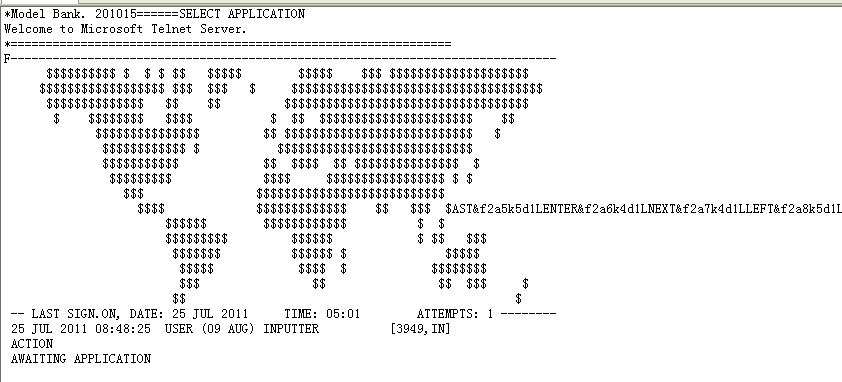 *Model Bank. 201015======SELECT APPLICATION
Welcome to Microsoft Telnet Server.
*===============================================================
F------------------------------------------------------------------------------
$$$$$$$$$$ $ $ $ $$ $$$$$ $$$$$ $$$ $$$$$$$$$$$$$$$$$$$$
$$$$$$$$$$$$$$$$$$ $$$ $$$ $ $$$$$$$$$$$$$$$$$$$$$$$$$$$$$$$$$$$$
$$$$$$$$$$$$$$ $$ $$ $$$$$$$$$$$$$$$$$$$$$$$$$$$$$$$$$$$
$ $$$$$$$$ $$$$ $ $$ $$$$$$$$$$$$$$$$$$$$$$ $$
$$$$$$$$$$$$$$$ $$ $$$$$$$$$$$$$$$$$$$$$$$$$$$ $
$$$$$$$$$$$$ $ $$$$$$$$$$$$$$$$$$$$$$$$$$$$
$$$$$$$$$$$ $$ $$$$ $$ $$$$$$$$$$$$$$$ $
$$$$$$$$$ $$$$ $$$$$$$$$$$$$$$$$ $ $
$$$ $$$$$$$$$$$$$$$$$$$$$$$$$$$
$$$$ $$$$$$$$$$$$$ $$ $$$ $AST&f2a5k5d1LENTER&f2a6k4d1LNEXT&f2a7k4d1LLEFT&f2a8k5d1L
$$$$$$ $$$$$$$$$$$$ $ $
$$$$$$$$$ $$$$$$ $ $$ $$$
$$$$$$$ $$$$$$ $ $$$$$
$$$$$ $$$$ $ $$$$$$$$
$$$ $$ $$ $$$ $
$$ $
-- LAST SIGN.ON, DATE: 25 JUL 2011 TIME: 05:01 ATTEMPTS: 1 --------
25 JUL 2011 08:48:25 USER (09 AUG) INPUTTER [3949,IN]
ACTION
AWAITING APPLICATION